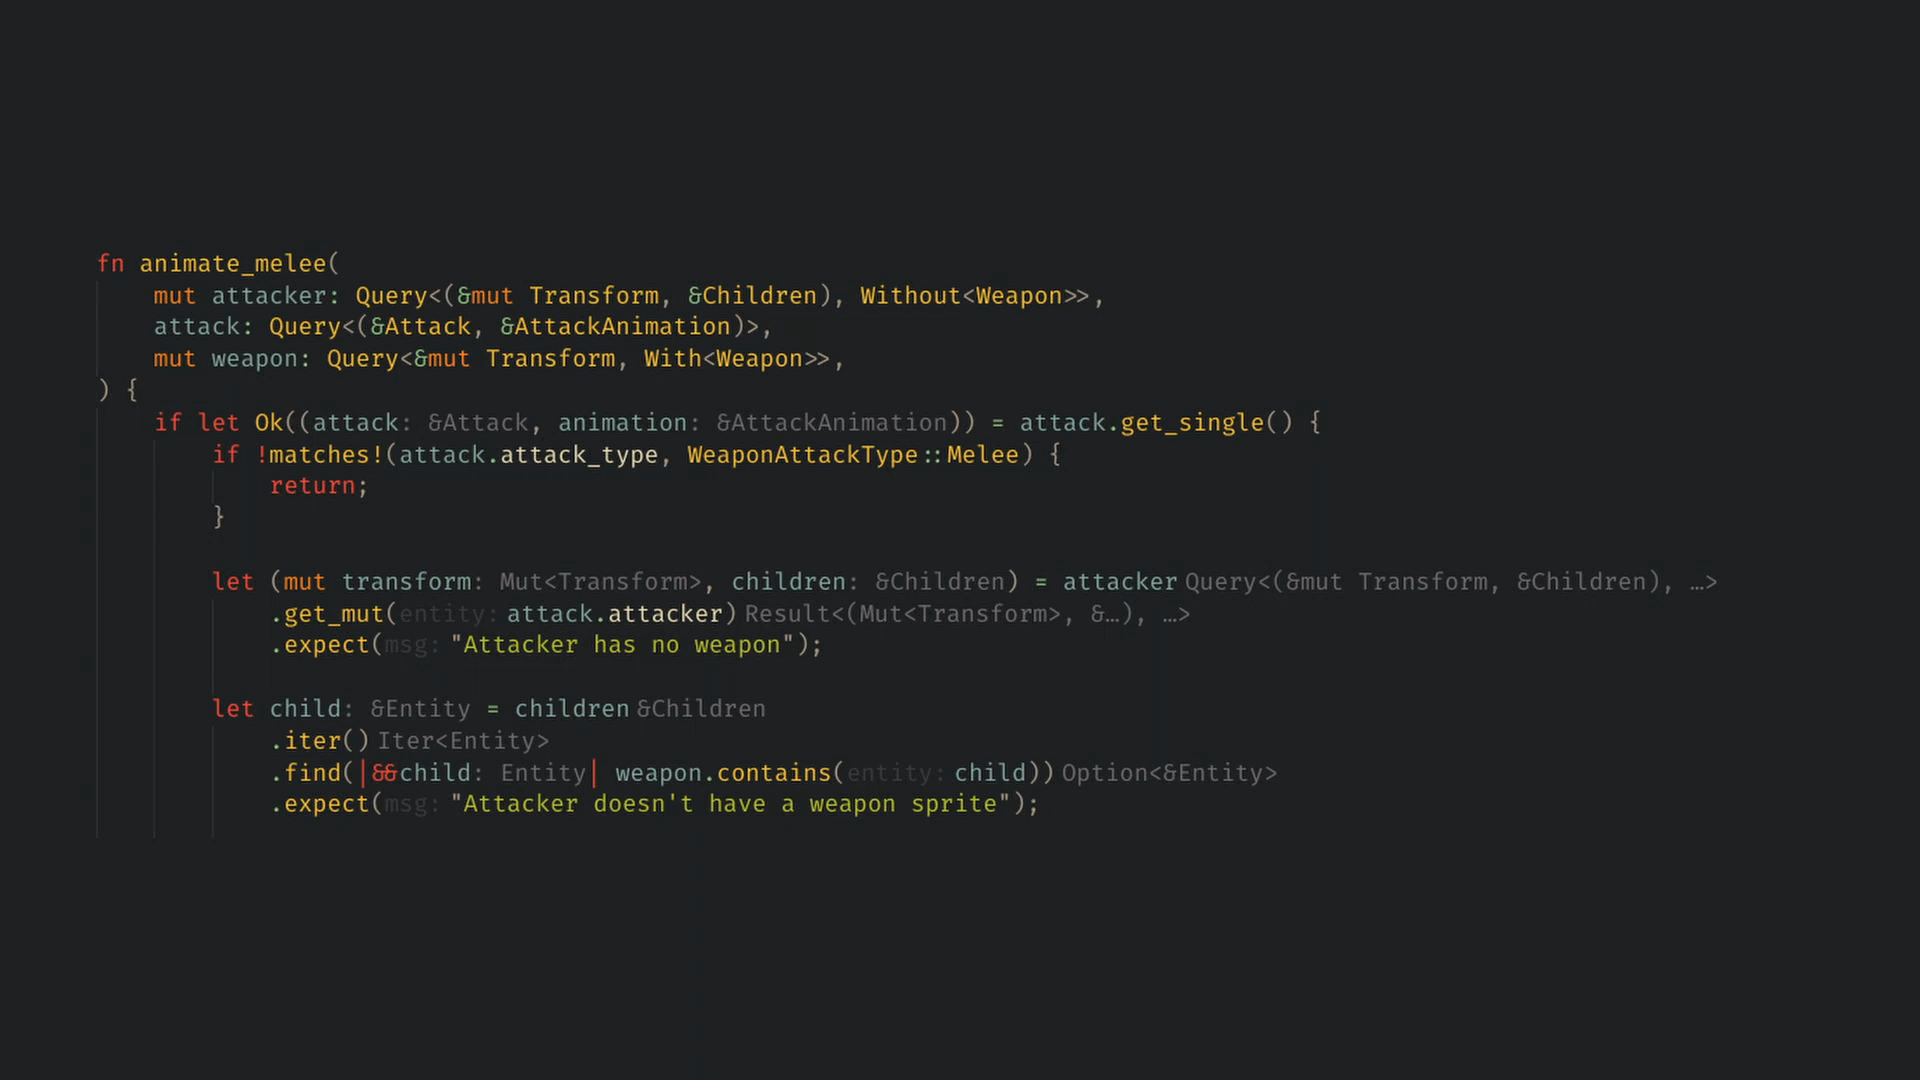 fn animate_melee(
    mut attacker: Query<(&mut Transform, &Children), Without<Weapon>>,
    attack: Query<(&Attack, &AttackAnimation)>,
    mut weapon: Query<&mut Transform, With<Weapon>>,
) {
    if let Ok((attack: &Attack, animation: &AttackAnimation)) = attack.get_single() {
        if !matches!(attack.attack_type, WeaponAttackType::Melee) {
            return;
        }
        let (mut transform: Mut<Transform>, children: &Children) = attacker Query<(&mut Transform, &Children), …>
            .get_mut(entity: attack.attacker) Result<(Mut<Transform>, &…), …>
            .expect(msg: "Attacker has no weapon");
        let child: &Entity = children &Children
            .iter() Iter<Entity>
            .find(|&&child: Entity| weapon.contains(entity: child)) Option<&Entity>
            .expect(msg: "Attacker doesn't have a weapon sprite");